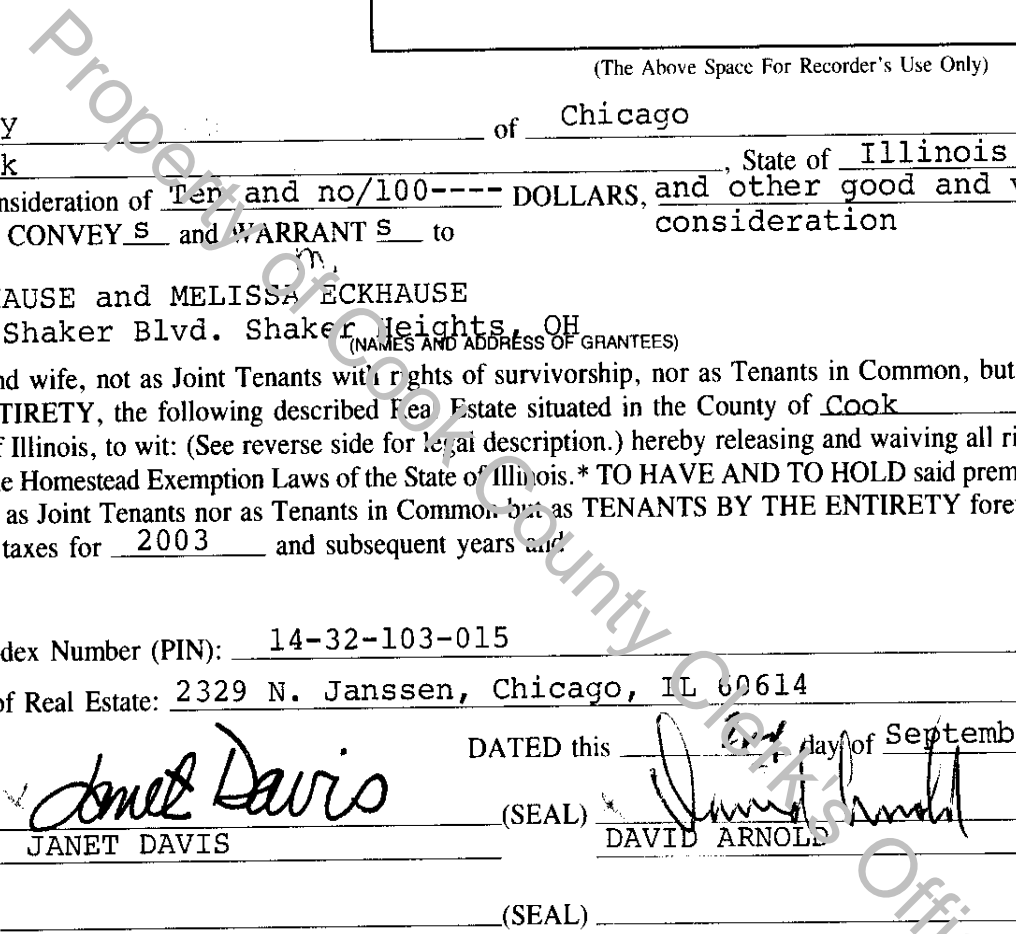 (The Above Space For Recorder's Use Only)
y of Chicago
k , State of Illinois
nsideration of Ten and no/100---- DOLLARS, and other good and v
CONVEY S and WARRANT S to consideration
m.
AUSE and MELISSA ECKHAUSE
Shaker Blvd. Shaker Heights, OH
(NAMES AND ADDRESS OF GRANTEES)
nd wife, not as Joint Tenants with rights of survivorship, nor as Tenants in Common, but
TIRETY, the following described Real Estate situated in the County of Cook
f Illinois, to wit: (See reverse side for legal description.) hereby releasing and waiving all ri
e Homestead Exemption Laws of the State of Illinois.* TO HAVE AND TO HOLD said prem
as Joint Tenants nor as Tenants in Common but as TENANTS BY THE ENTIRETY fore
taxes for 2003 and subsequent years and
dex Number (PIN): 14-32-103-015
of Real Estate: 2329 N. Janssen, Chicago, IL 60614
DATED this day of Septemb
Janet Davis (SEAL) David Arnold
JANET DAVIS DAVID ARNOLD
(SEAL)
Property of Cook County Clerk's Offi